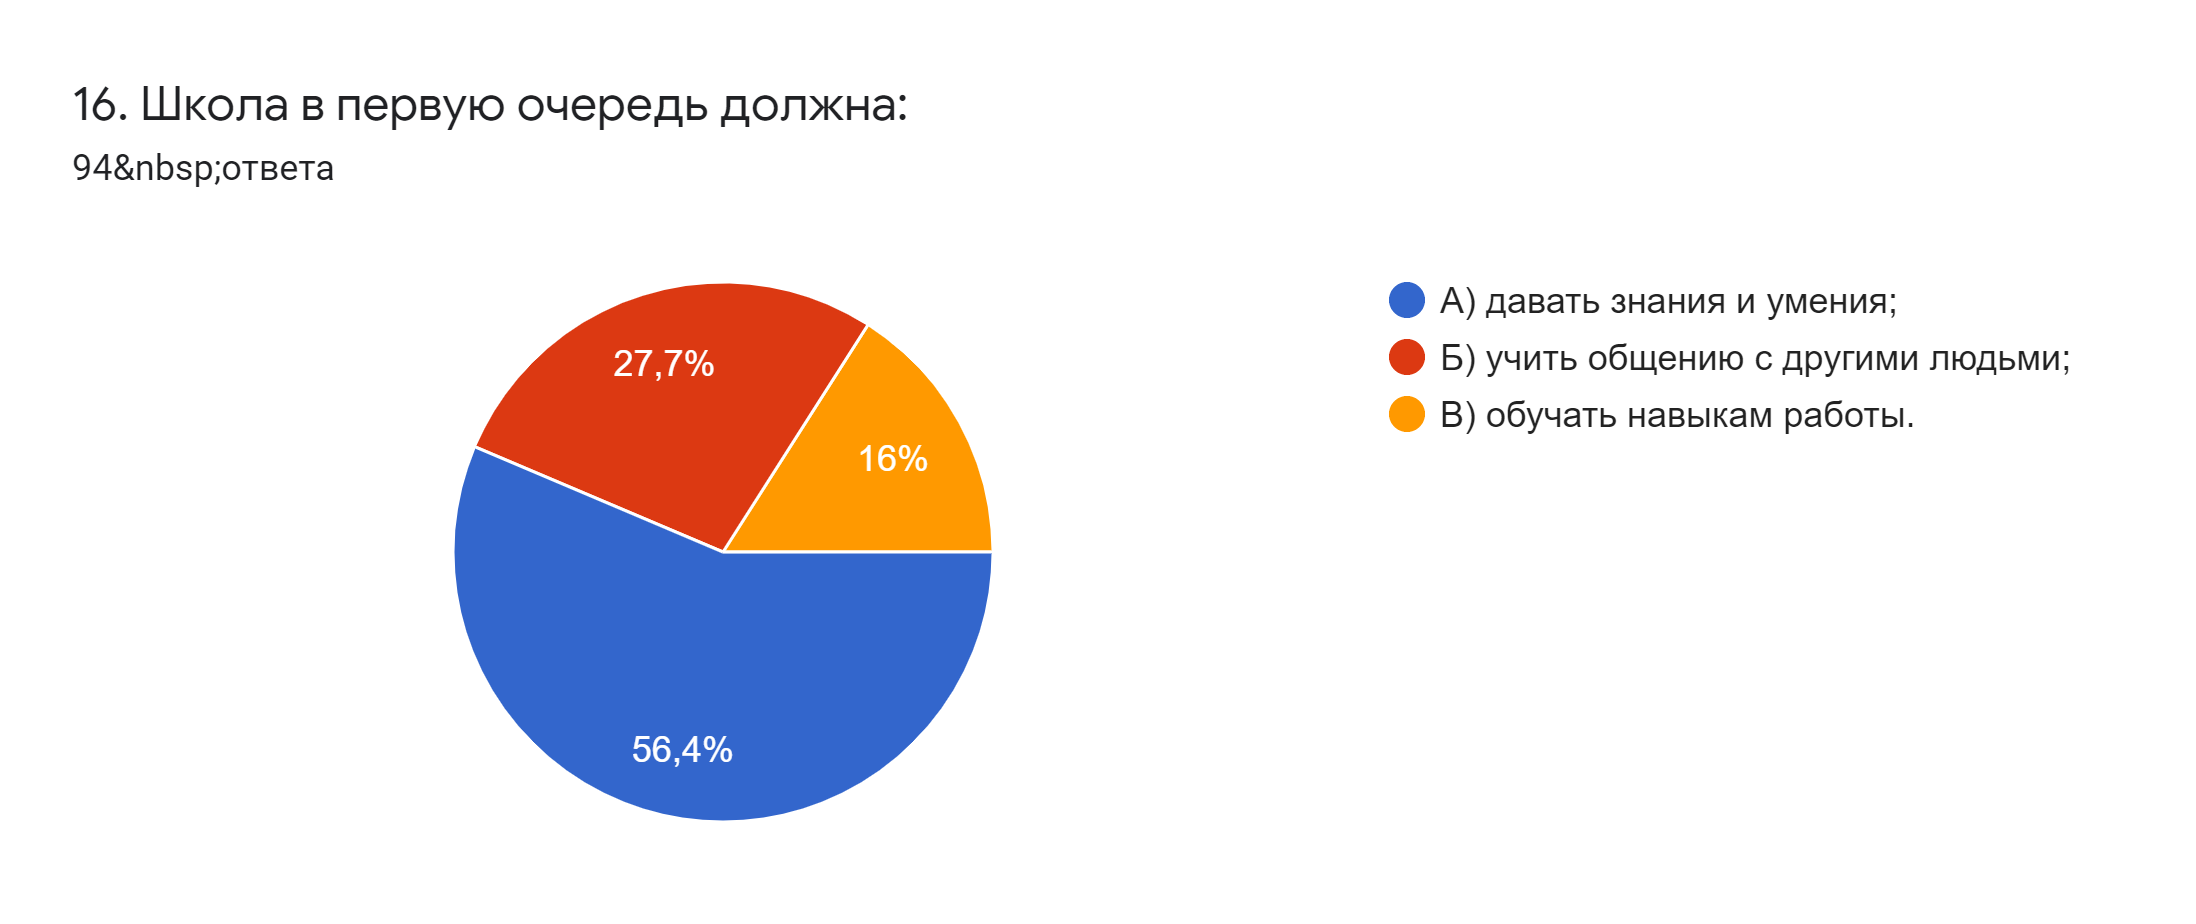 16. Школа в первую очередь должна:
94&nbsp;ответа
27,7%
16%
56,4%
А) давать знания и умения;
Б) учить общению с другими людьми;
В) обучать навыкам работы.